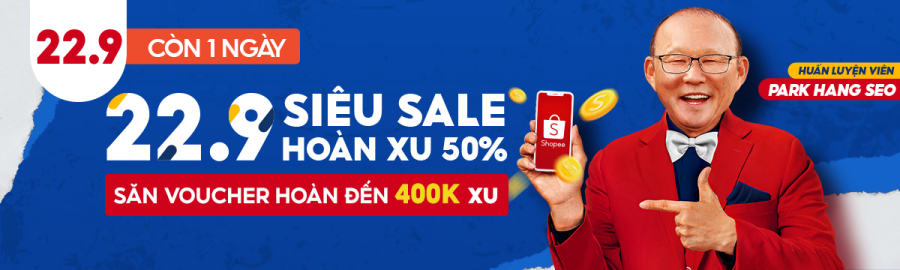 22.9
CÒN 1 NGÀY
22.9
SIÊU SALE
HOÀN XU 50%
SĂN VOUCHER HOÀN ĐẾN 400K XU
S
Shopee
S
HUẤN LUYỆN VIÊN
PARK HANG SEO